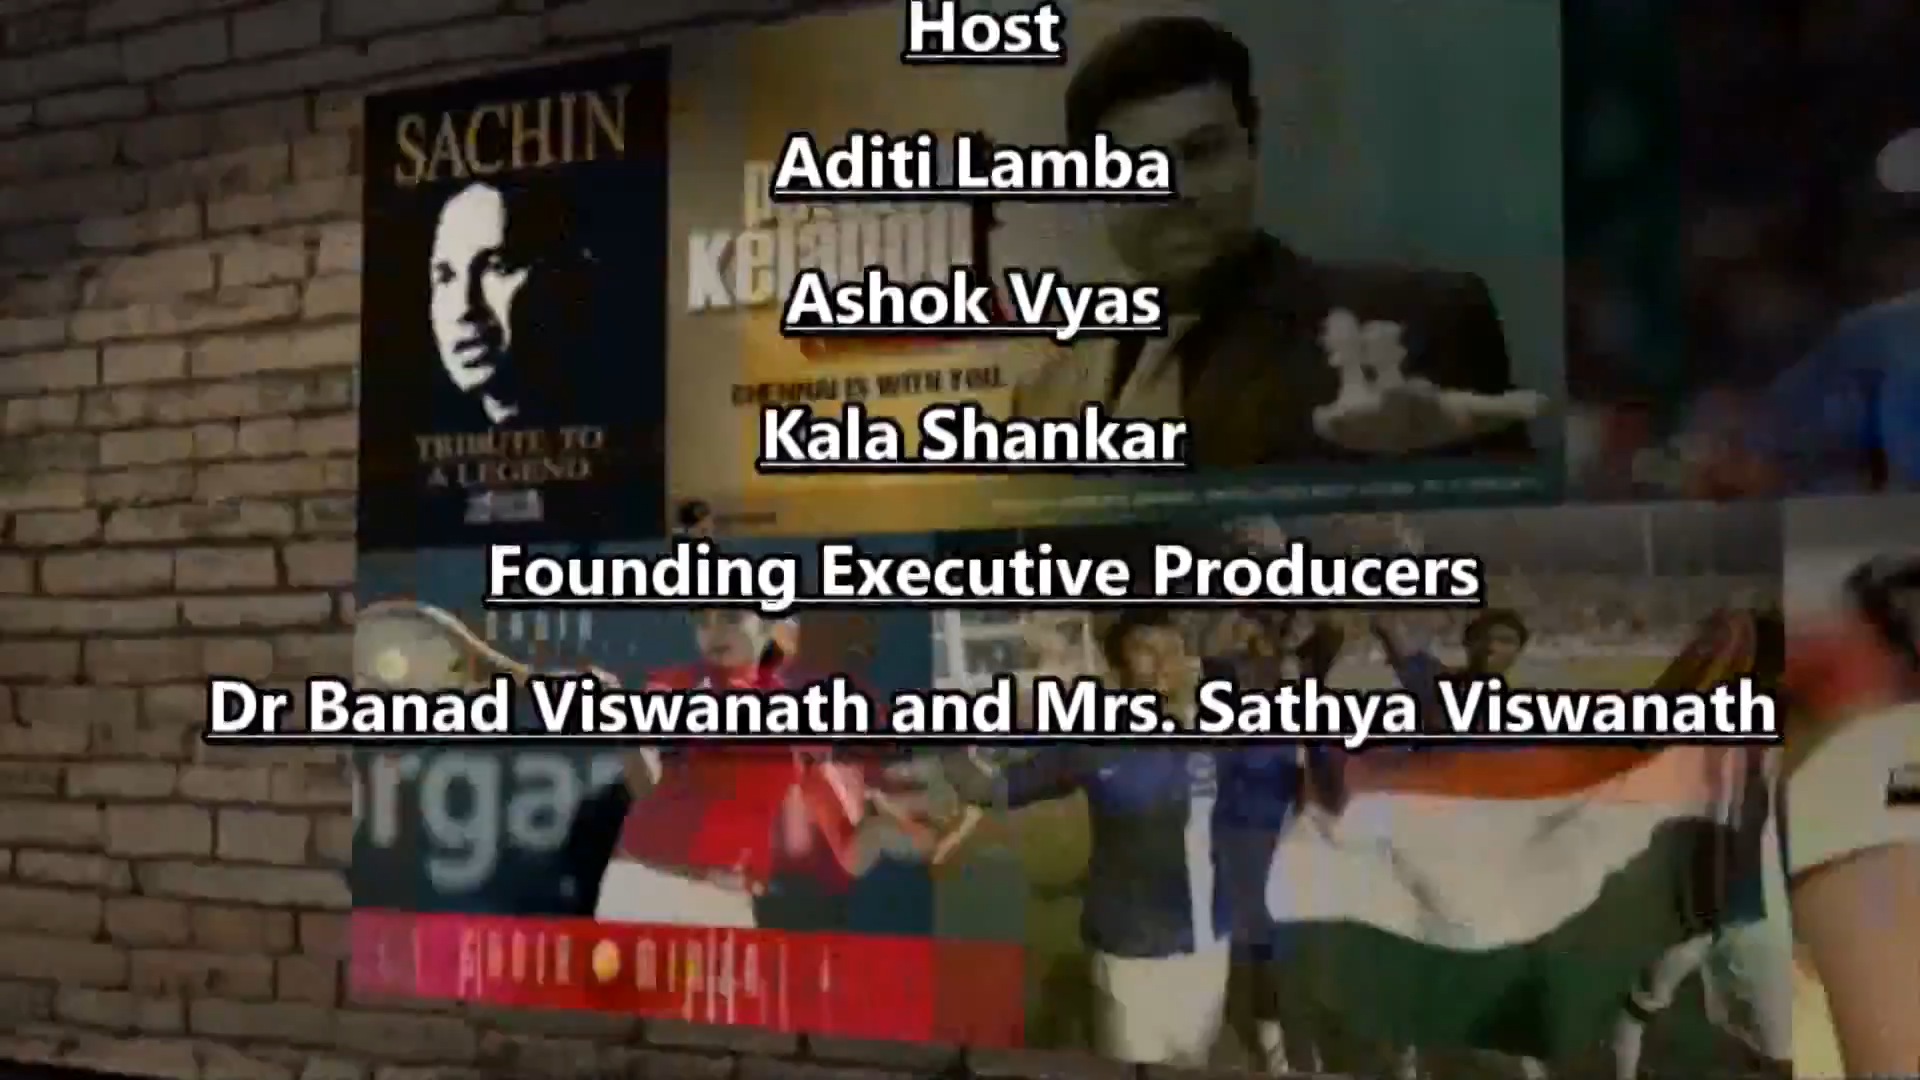 Host
SACHIN
Aditi Lamba
Ashok Vyas
IS WITH YOU.
Kala Shankar
TRIBUTE TO
A LEGEND
Founding Executive Producers
Dr Banad Viswanath and Mrs. Sathya Viswanath
rga